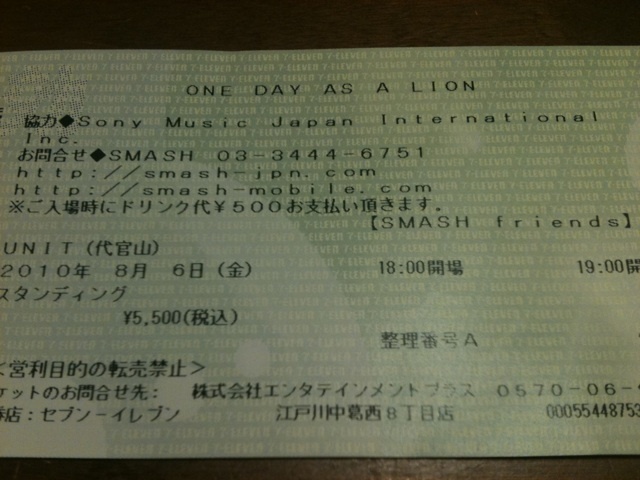 ONE DAY AS A LION
協力◆Sony Music Japan International
Inc.
お問合せ◆SMASH 03-3444-6751
http://smash-jpn.com
http://smash-mobile.com
※ご入場時にドリンク代¥500お支払い頂きます。
【SMASH friends】
UNIT(代官山)
2010年 8月 6日(金) 18:00開場 19:00開
スタンディング
¥5,500(税込)
整理番号A
<営利目的の転売禁止>
ケットのお問合せ先: 株式会社エンタテインメントプラス 0570-06-
券店:セブン-イレブン 江戸川中葛西8丁目店 00055448753